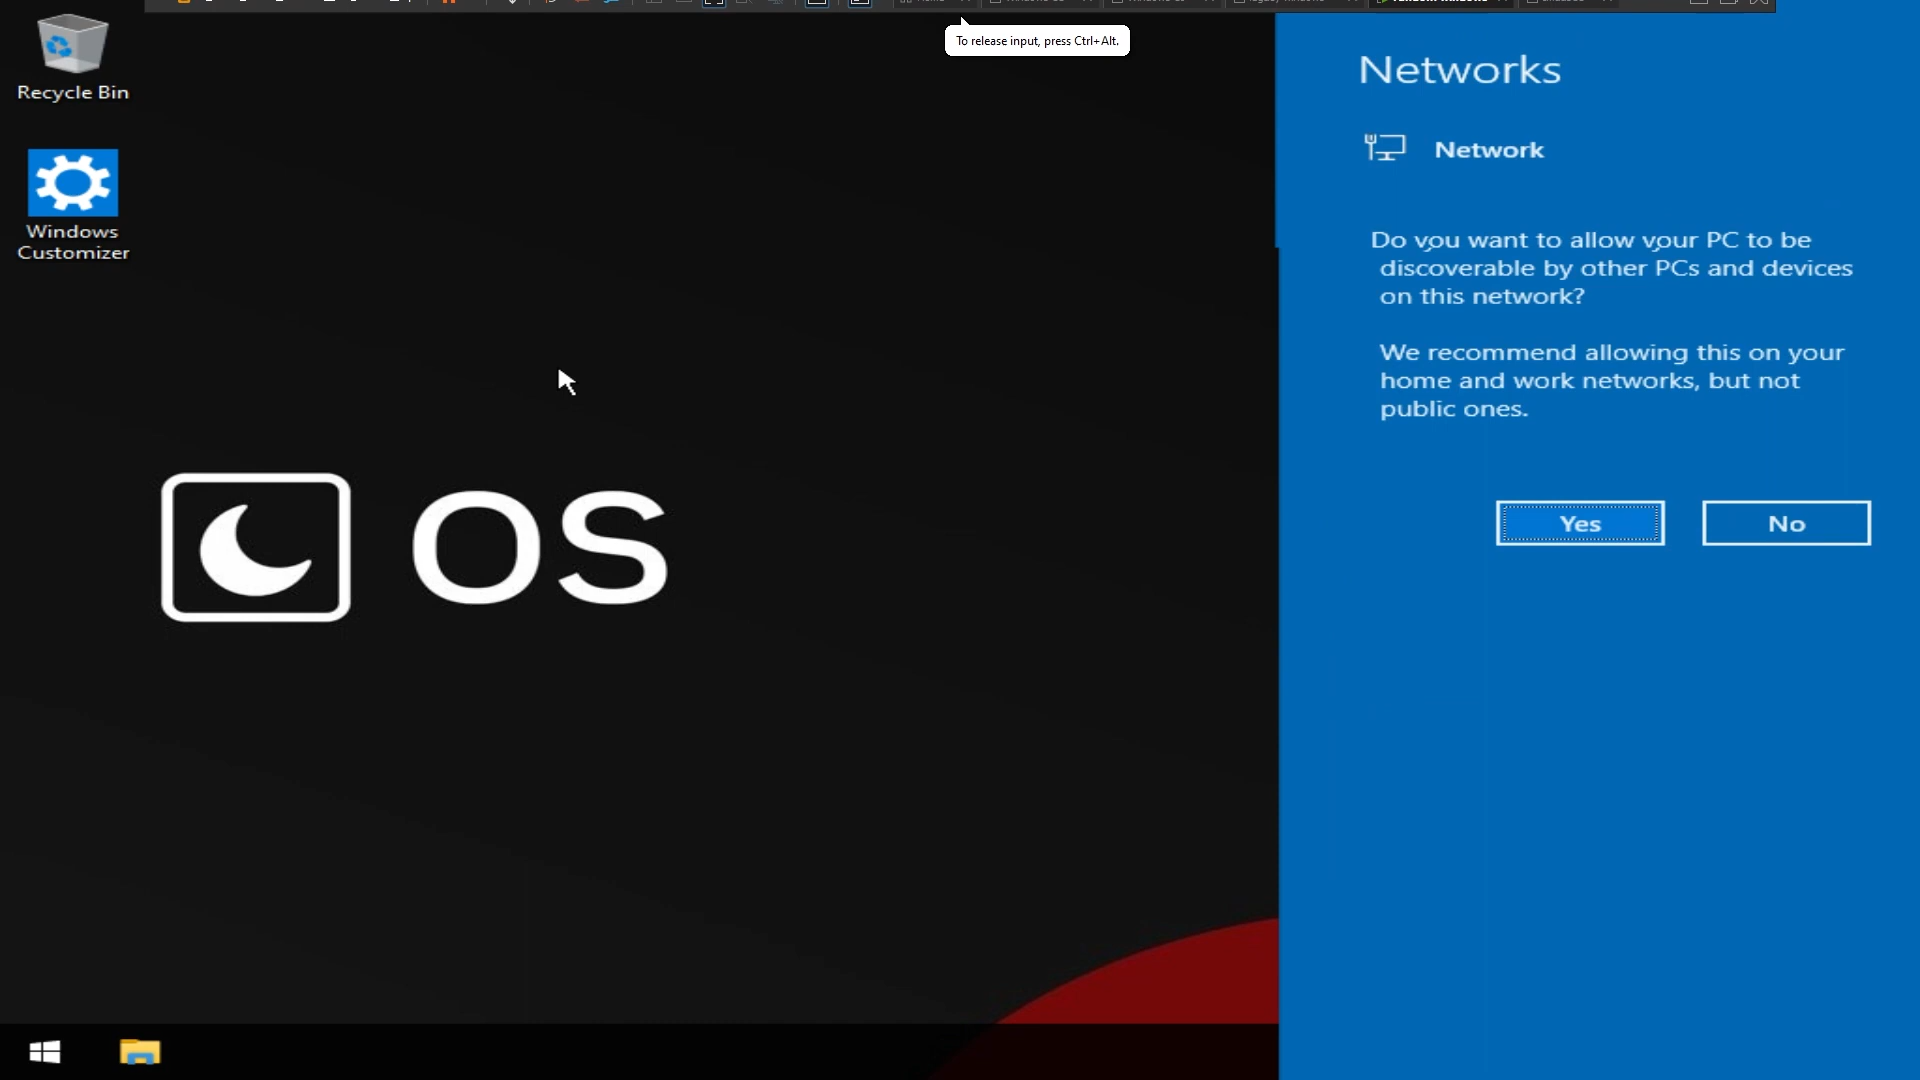 To release input, press Ctrl+Alt.
Recycle Bin
Windows
Customizer
OS
Networks
Network
Do you want to allow your PC to be
discoverable by other PCs and devices
on this network?
We recommend allowing this on your
home and work networks, but not
public ones.
Yes
No